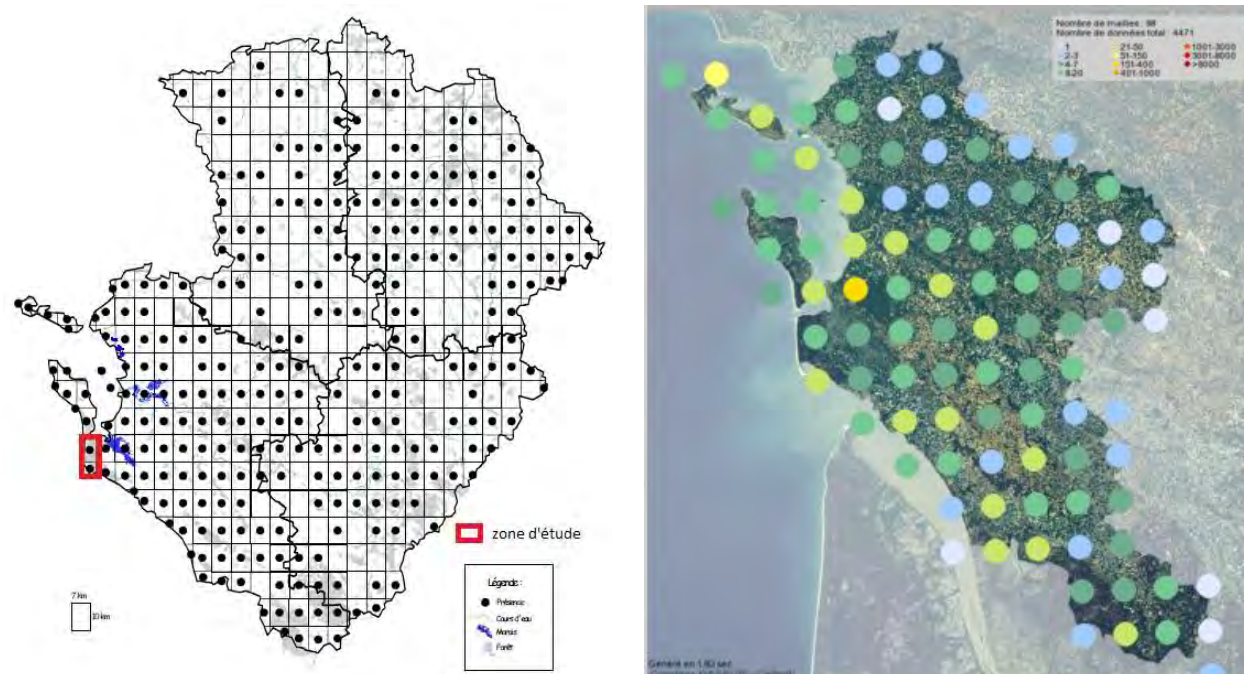 zone d'étude
Légende :
Présence
Cours d'eau
Marais
Forêt
7 km
10 km
Nombre de mailles : 98
Nombre de données total : 4471
1
2-3
4-7
8-20
21-50
51-150
151-400
401-1000
1001-3000
3001-8000
>8000
Généré en 1.80 sec